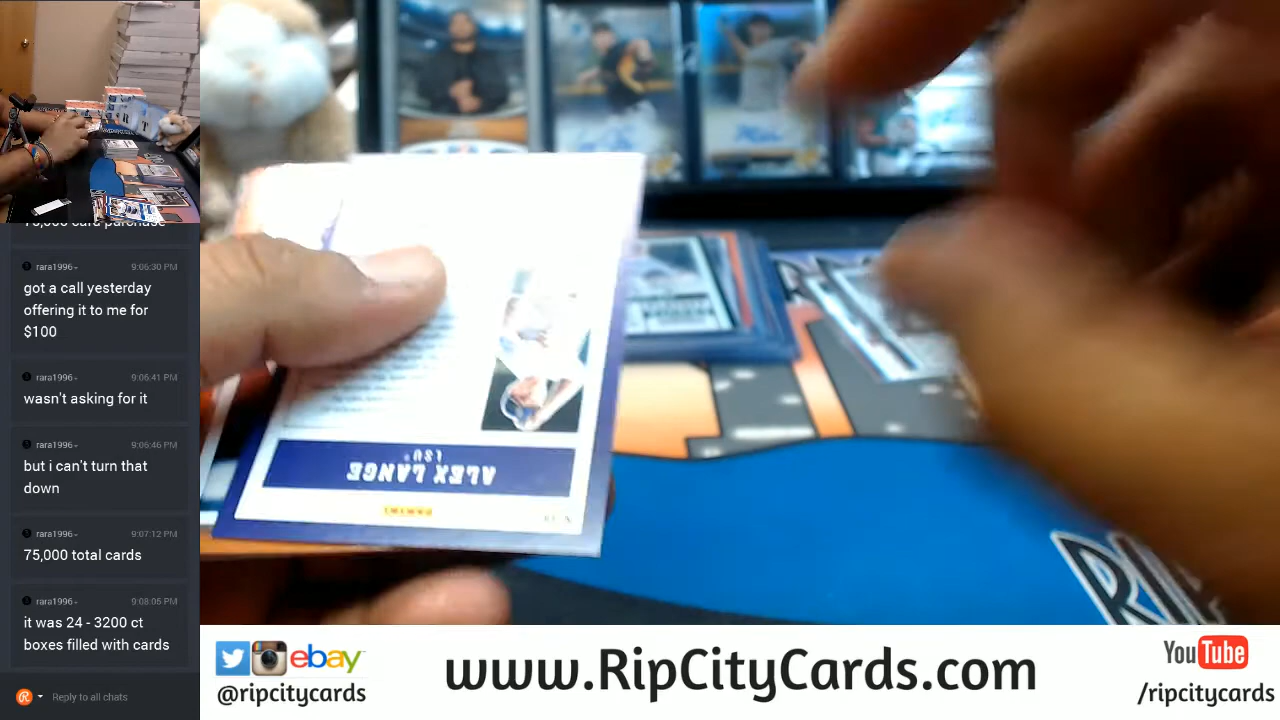 75,000 card purchase
rara1996 9:06:30 PM
got a call yesterday
offering it to me for
$100
rara1996 9:06:41 PM
wasn't asking for it
rara1996 9:06:46 PM
but i can't turn that
down
rara1996 9:07:12 PM
75,000 total cards
rara1996 9:08:05 PM
it was 24 - 3200 ct
boxes filled with cards
Reply to all chats
ALEX LANGE
LSU
PANINI
RIP
ebay
@ripcitycards
www.RipCityCards.com
YouTube
/ripcitycards